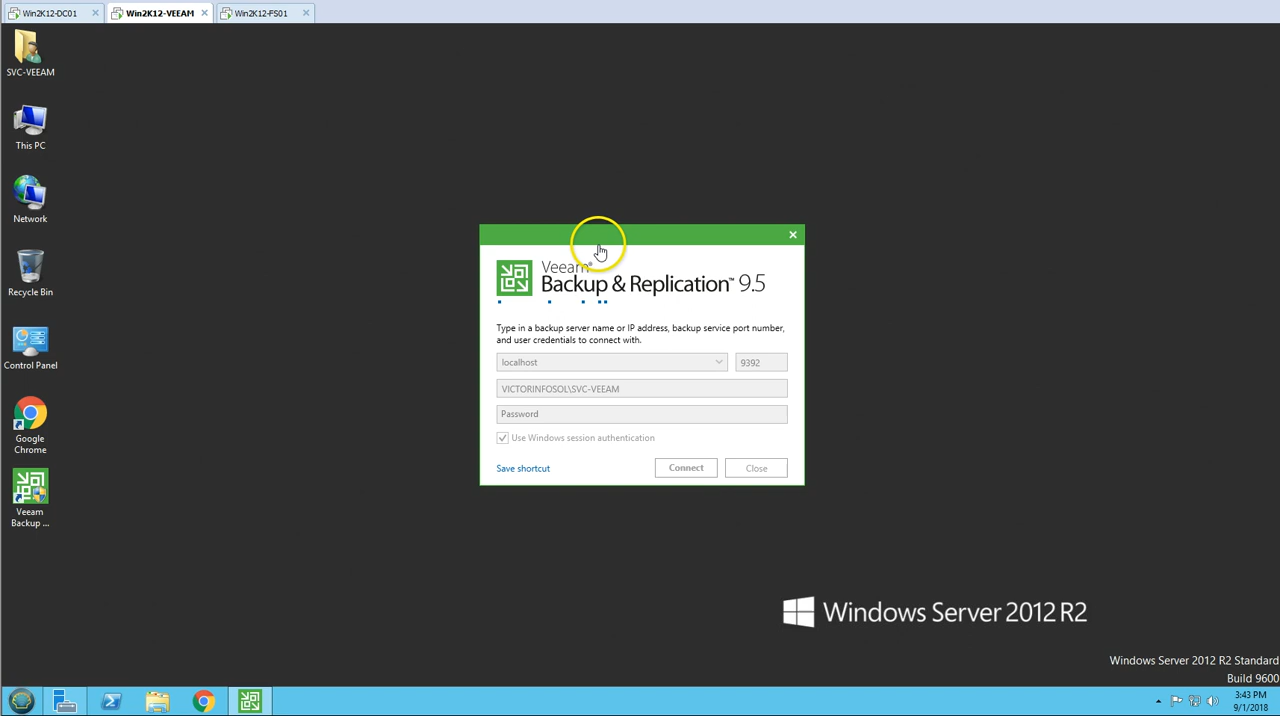 Win2K12-DC01
Win2K12-VEEAM
Win2K12-FS01
SVC-VEEAM
This PC
Network
Recycle Bin
Control Panel
Google
Chrome
Veeam
Backup ...
Veeam®
Backup & Replication™ 9.5
Type in a backup server name or IP address, backup service port number,
and user credentials to connect with.
localhost 9392
VICTORINFOSOL\SVC-VEEAM
Password
Use Windows session authentication
Save shortcut Connect Close
Windows Server 2012 R2
Windows Server 2012 R2 Standard
Build 9600
3:43 PM
9/1/2018